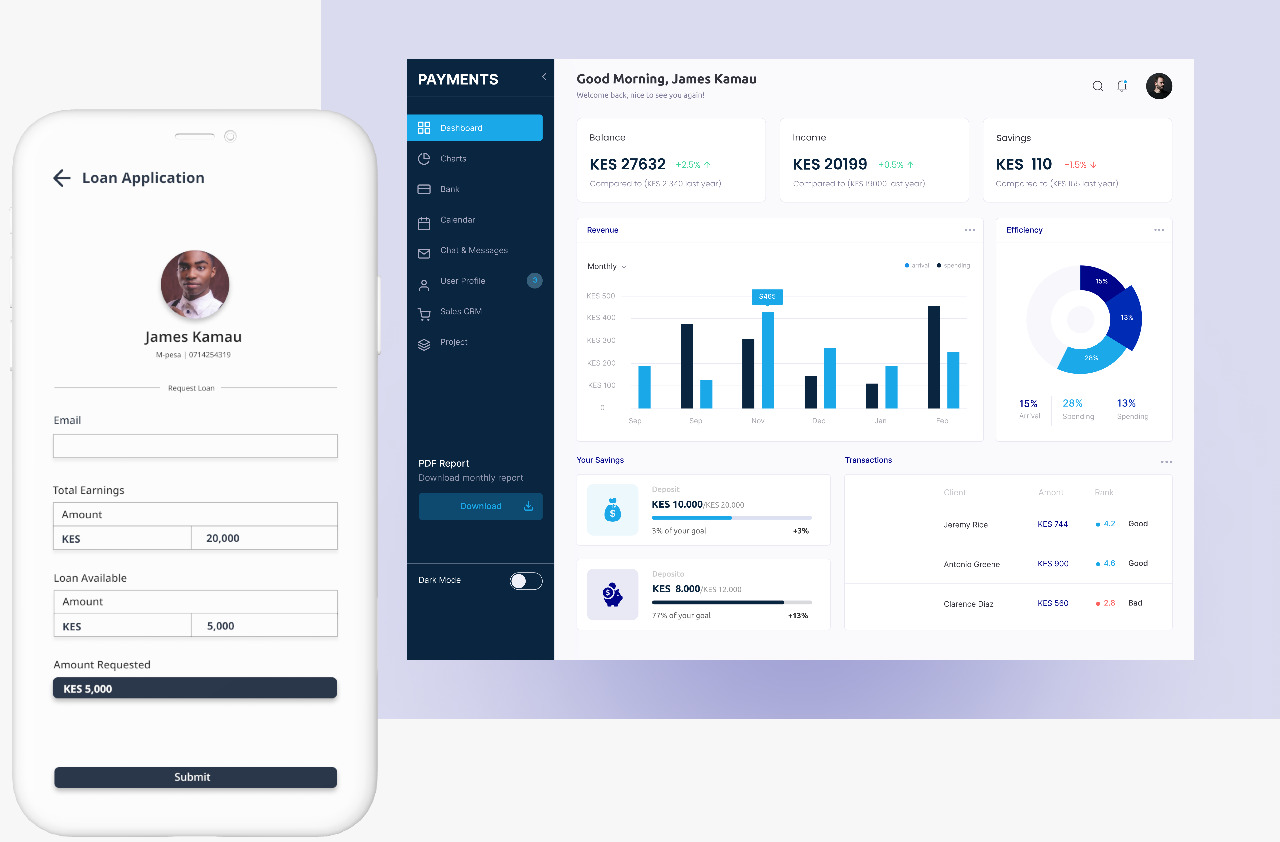 Loan Application
James Kamau
M-pesa | 0714254319
Request Loan
Email
Total Earnings
Amount
KES 20,000
Loan Available
Amount
KES 5,000
Amount Requested
KES 5,000
Submit
PAYMENTS
Dashboard
Charts
Bank
Calendar
Chat & Messages
User Profile 3
Sales CRM
Project
PDF Report
Download monthly report
Download
Dark Mode
Good Morning, James Kamau
Welcome back, nice to see you again!
Balance
KES 27632 +2.5% ↑
Compared to (KES 2 340 last year)
Income
KES 20199 +0.5% ↑
Compared to (KES 19000 last year)
Savings
KES 110 -1.5% ↓
Compared to (KES 165 last year)
Revenue
Monthly
arrival spending
KES 500
KES 400
KES 300
KES 200
KES 100
0
$465
Sep Sep Nov Dec Jan Feb
Efficiency
15%
13%
28%
15% 28% 13%
Arrival Spending Spending
Your Savings
Deposit
KES 10.000/KES 20.000
3% of your goal +3%
Deposito
KES 8.000/KES 12.000
77% of your goal +13%
Transactions
Client Amoun. Rank
Jeremy Rice KES 744 4.2 Good
Antonio Greene KES 900 4.6 Good
Clarence Diaz KES 560 2.8 Bad